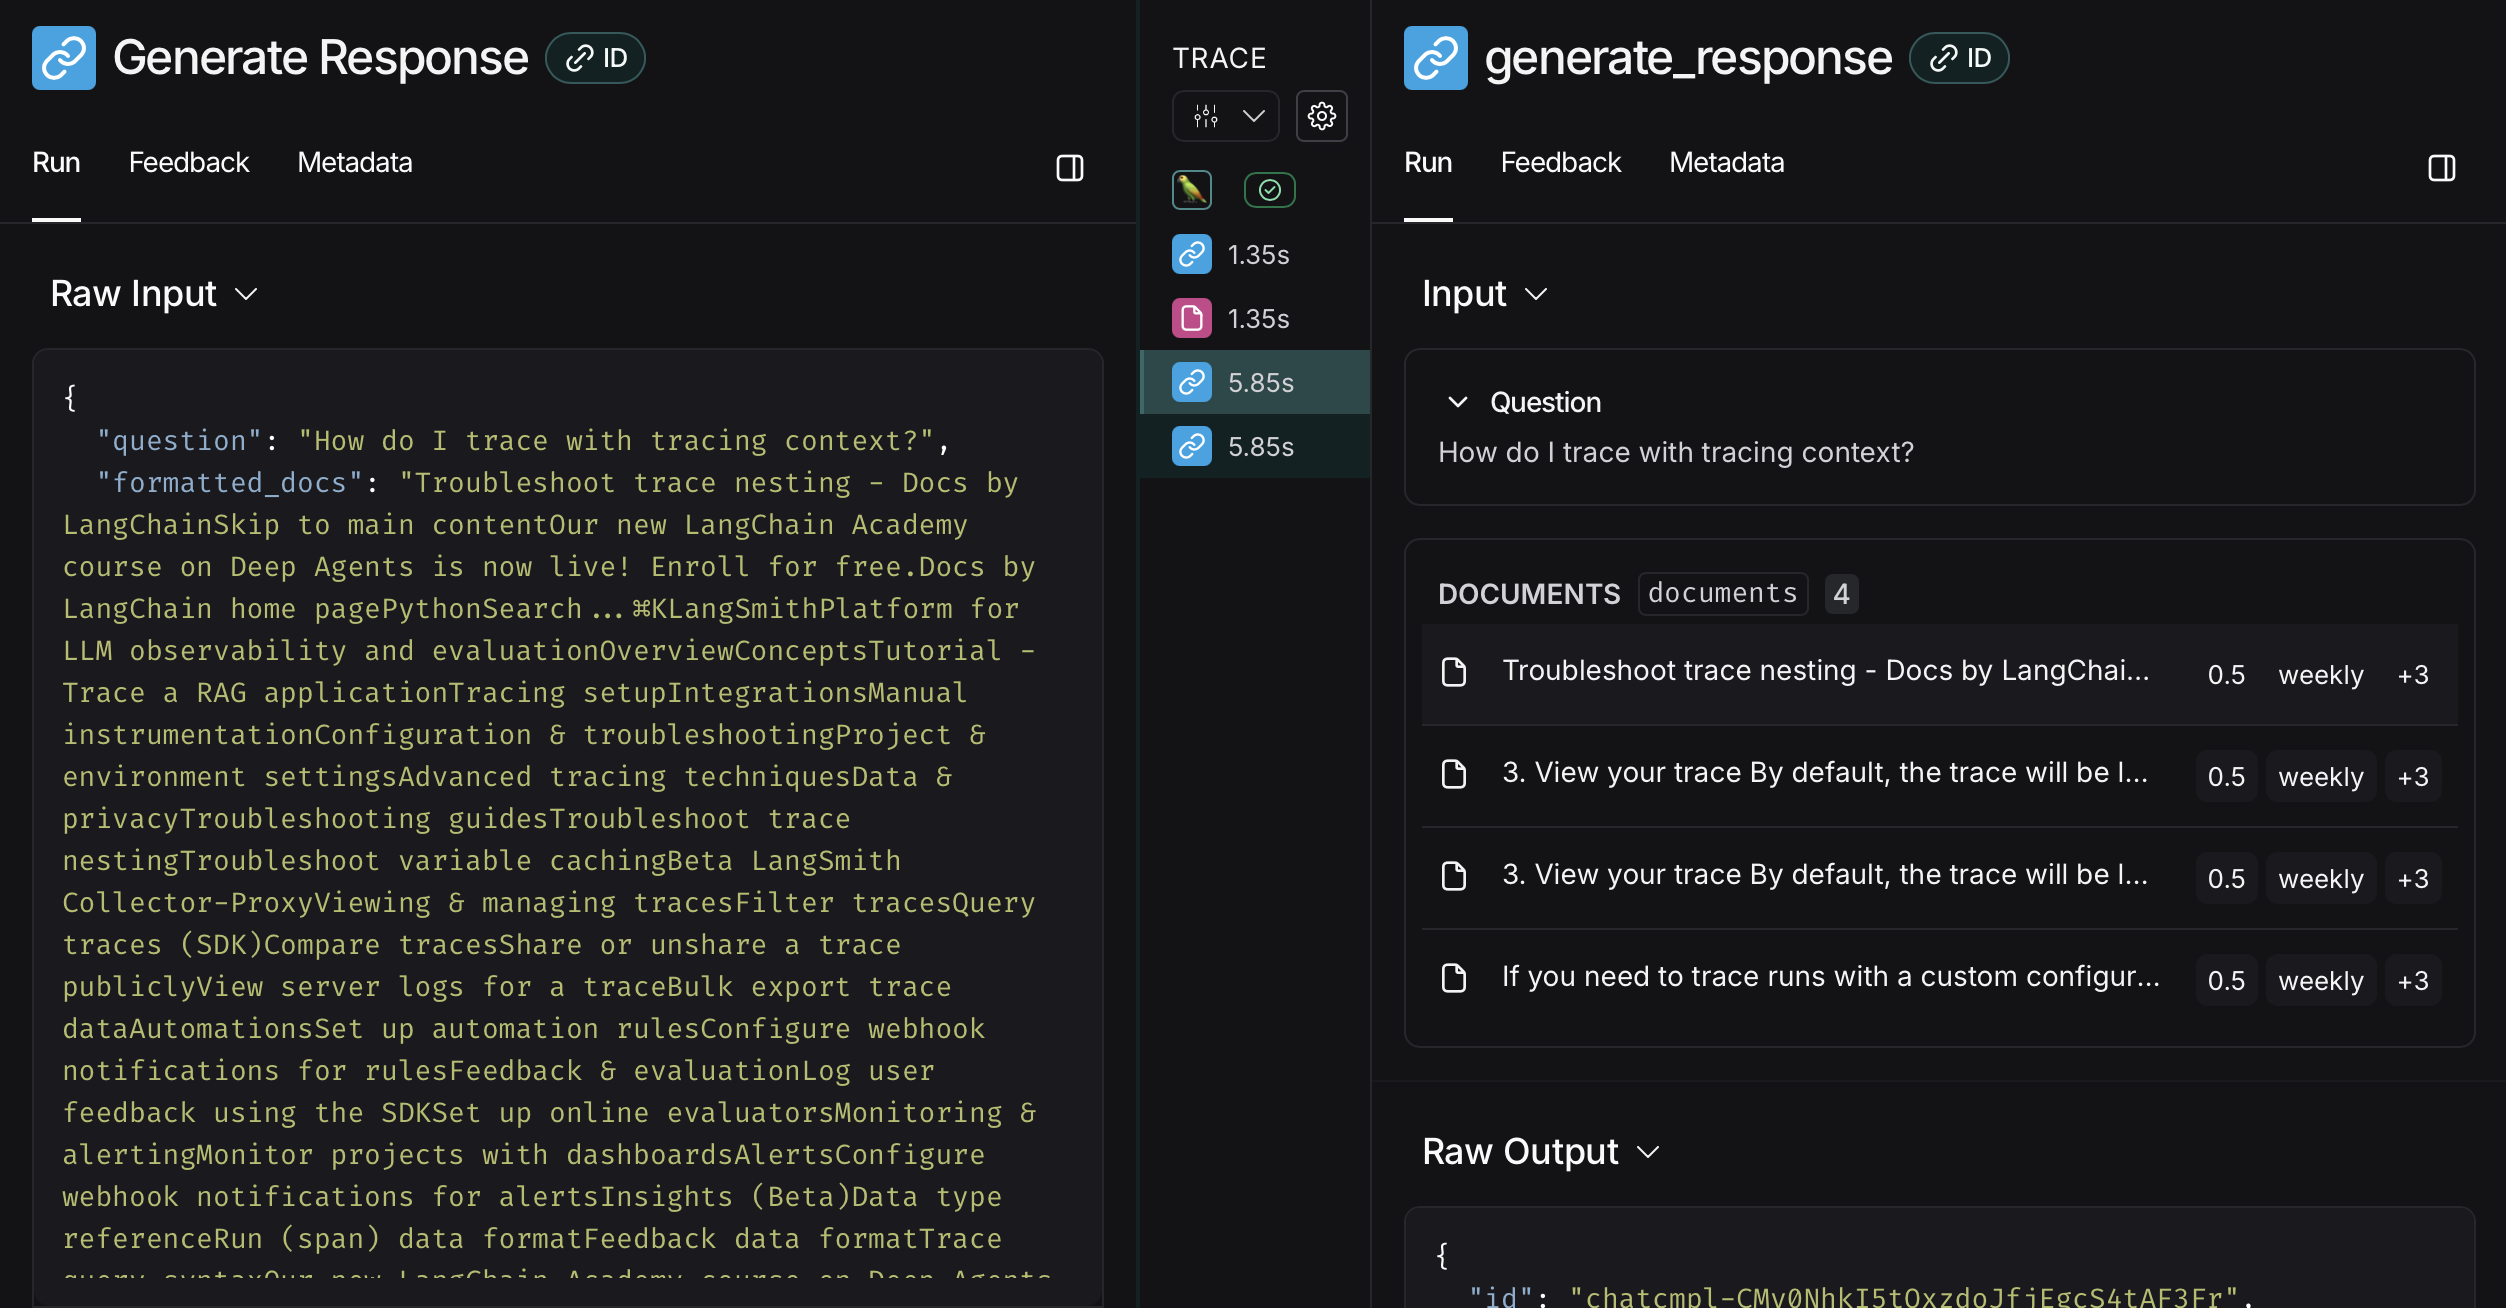 Generate Response
ID
Run
Feedback
Metadata
Raw Input
{
"question": "How do I trace with tracing context?",
"formatted_docs": "Troubleshoot trace nesting - Docs by
LangChainSkip to main contentOur new LangChain Academy
course on Deep Agents is now live! Enroll for free.Docs by
LangChain home pagePythonSearch...⌘KLangSmithPlatform for
LLM observability and evaluationOverviewConceptsTutorial -
Trace a RAG applicationTracing setupIntegrationsManual
instrumentationConfiguration & troubleshootingProject &
environment settingsAdvanced tracing techniquesData &
privacyTroubleshooting guidesTroubleshoot trace
nestingTroubleshoot variable cachingBeta LangSmith
Collector-ProxyViewing & managing tracesFilter tracesQuery
traces (SDK)Compare tracesShare or unshare a trace
publiclyView server logs for a traceBulk export trace
dataAutomationsSet up automation rulesConfigure webhook
notifications for rulesFeedback & evaluationLog user
feedback using the SDKSet up online evaluatorsMonitoring &
alertingMonitor projects with dashboardsAlertsConfigure
webhook notifications for alertsInsights (Beta)Data type
referenceRun (span) data formatFeedback data formatTrace
query syntaxOur new LangChain Academy course on Deep Agents
TRACE
1.35s
1.35s
5.85s
5.85s
generate_response
ID
Run
Feedback
Metadata
Input
Question
How do I trace with tracing context?
DOCUMENTS documents 4
Troubleshoot trace nesting - Docs by LangChai... 0.5 weekly +3
3. View your trace By default, the trace will be l... 0.5 weekly +3
3. View your trace By default, the trace will be l... 0.5 weekly +3
If you need to trace runs with a custom configur... 0.5 weekly +3
Raw Output
{
"id":